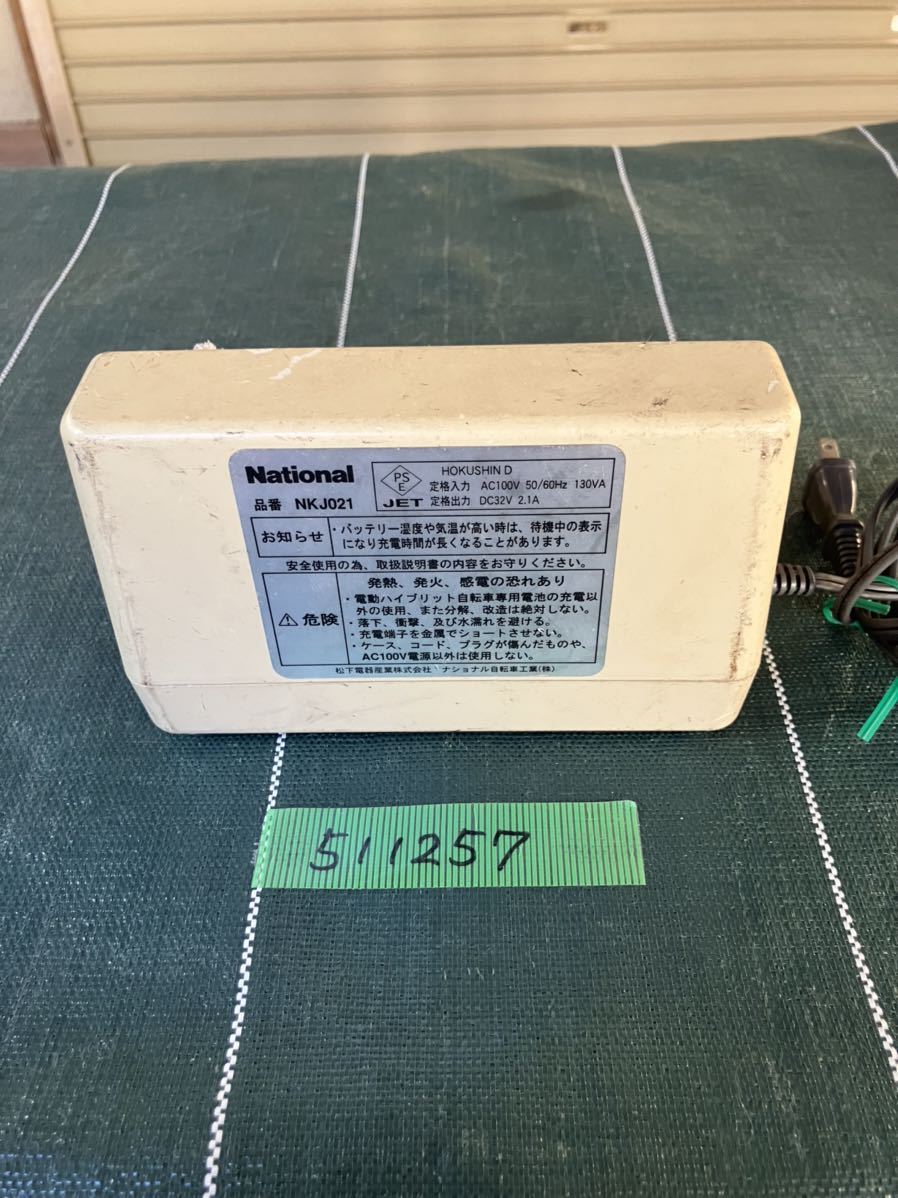 National
品番 NKJ021
PS
E
JET
HOKUSHIN D
定格入力 AC100V 50/60Hz 130VA
定格出力 DC32V 2.1A
お知らせ
・バッテリー温度や気温が高い時は、待機中の表示
になり充電時間が長くなることがあります。
安全使用の為、取扱説明書の内容をお守りください。
⚠危険
発熱、発火、感電の恐れあり
・電動ハイブリット自転車専用電池の充電以
外の使用、また分解、改造は絶対しない。
・落下、衝撃、及び水濡れを避ける。
・充電端子を金属でショートさせない。
・ケース、コード、プラグが傷んだものや、
AC100V電源以外は使用しない。
松下電器産業株式会社 ナショナル自転車工業(株)
511257